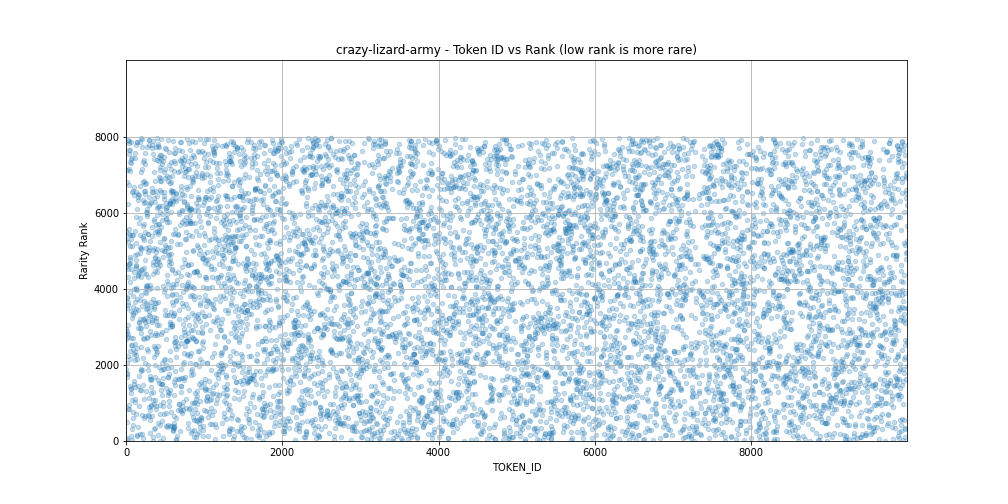 crazy-lizard-army - Token ID vs Rank (low rank is more rare)
8000
6000
4000
2000
0
Rarity Rank
0 2000 4000 6000 8000
TOKEN_ID